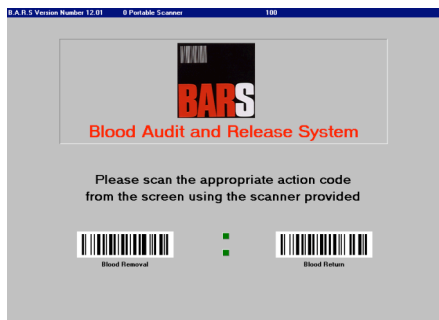 B.A.R.S Version Number 12.01 0 Portable Scanner 100
BARS
Blood Audit and Release System
Please scan the appropriate action code
from the screen using the scanner provided
Blood Removal Blood Return